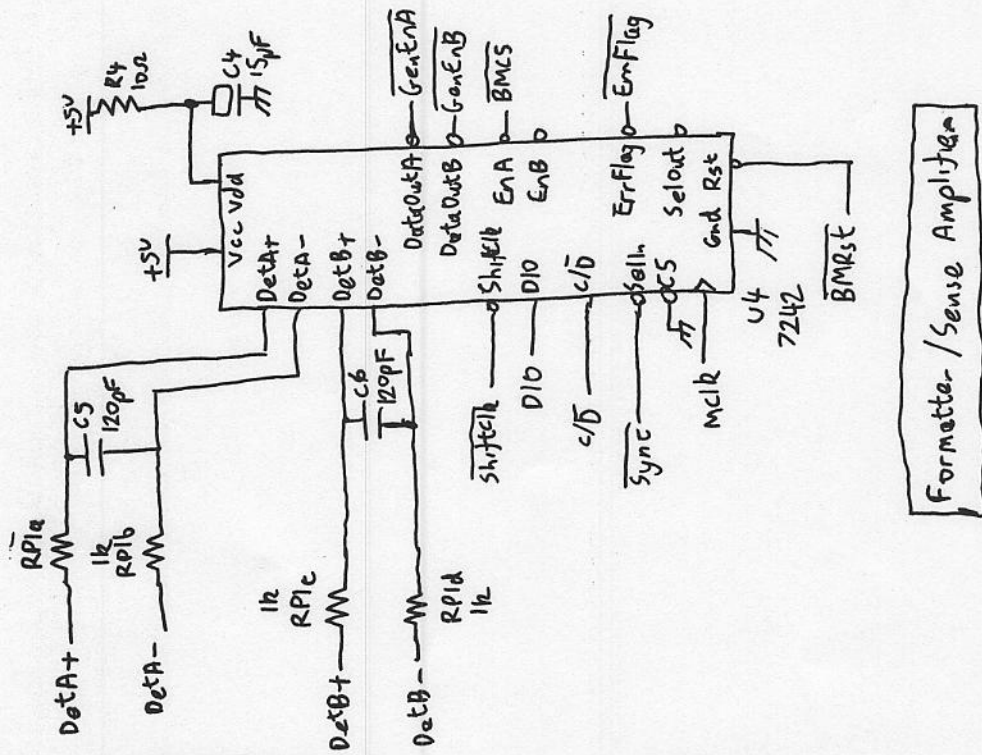 +5V
R4
10Ω
C4
15µF
+5V
Vcc
Vdd
DetA+
RP1a
C5
120pF
DetA+
DetA-
1k
RP1b
DetA-
DetB+
1k
RP1c
C6
120pF
DetB+
DetB-
RP1d
1k
DetB-
DataOutA
GenEnA
DataOutB
GenEnB
EnA
BMCS
EnB
ShiftClk
ShiftClk
DIO
DIO
C/D̅
C/D̅
ErrFlag
ErrFlag
Sync
SelIn
SelOut
CS
MClk
Gnd
Rst
U4
7242
BMRst
Formatter/Sense Amplifier